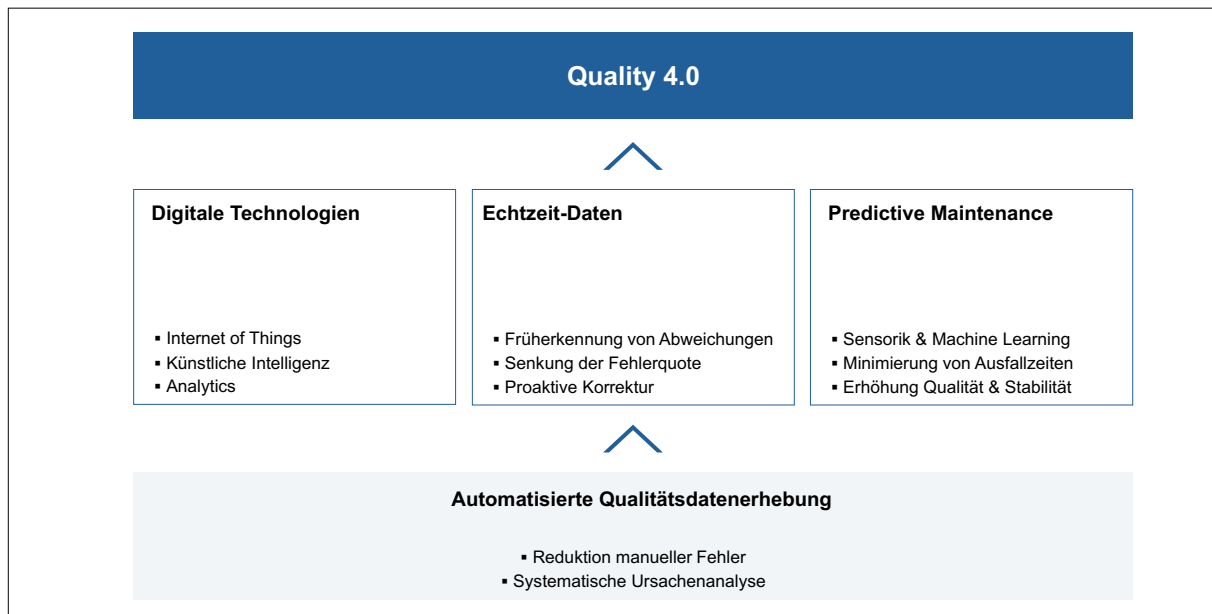 Quality 4.0
Digitale Technologien
▪ Internet of Things
▪ Künstliche Intelligenz
▪ Analytics
Echtzeit-Daten
▪ Früherkennung von Abweichungen
▪ Senkung der Fehlerquote
▪ Proaktive Korrektur
Predictive Maintenance
▪ Sensorik & Machine Learning
▪ Minimierung von Ausfallzeiten
▪ Erhöhung Qualität & Stabilität
Automatisierte Qualitätsdatenerhebung
▪ Reduktion manueller Fehler
▪ Systematische Ursachenanalyse